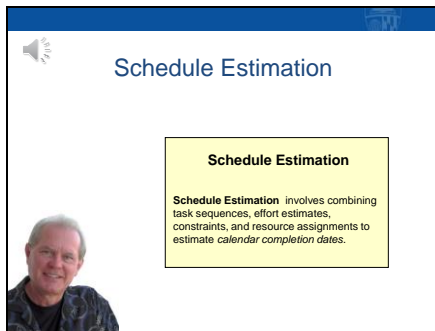 Schedule Estimation
Schedule Estimation
Schedule Estimation involves combining
task sequences, effort estimates,
constraints, and resource assignments to
estimate calendar completion dates.